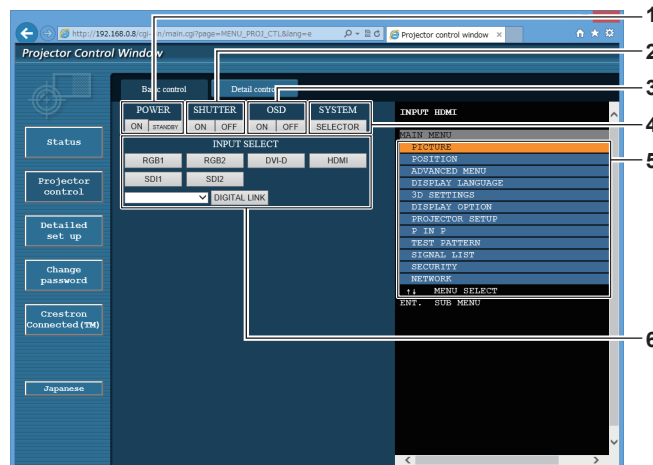 http://192.168.0.8/cgi-bin/main.cgi?page=MENU_PROJ_CTL&lang=e
Projector control window
Projector Control Window
Basic control
Detail control
POWER
SHUTTER
OSD
SYSTEM
ON
STANDBY
ON
OFF
ON
OFF
SELECTOR
INPUT SELECT
RGB1
RGB2
DVI-D
HDMI
SDI1
SDI2
DIGITAL LINK
Status
Projector
control
Detailed
set up
Change
password
Crestron
Connected(TM)
Japanese
INPUT HDMI
MAIN MENU
PICTURE
POSITION
ADVANCED MENU
DISPLAY LANGUAGE
3D SETTINGS
DISPLAY OPTION
PROJECTOR SETUP
P IN P
TEST PATTERN
SIGNAL LIST
SECURITY
NETWORK
↑↓ MENU SELECT
ENT. SUB MENU
1
2
3
4
5
6